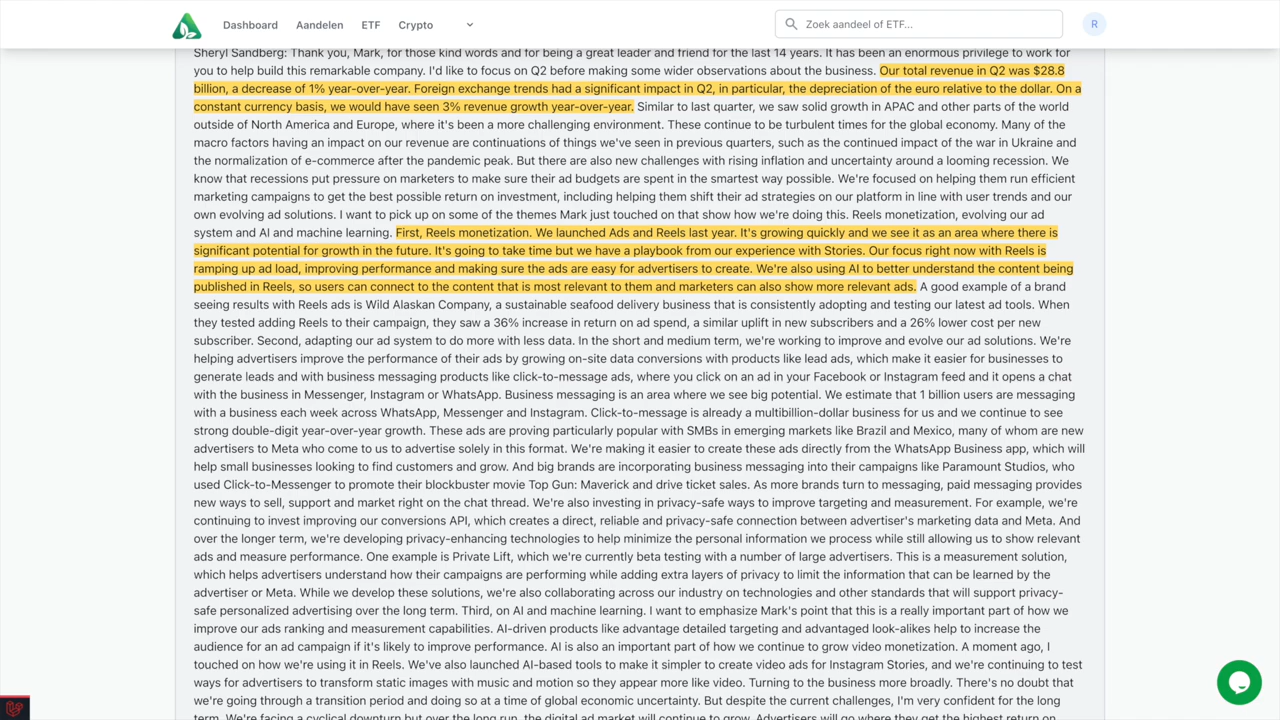 Dashboard Aandelen ETF Crypto Zoek aandeel of ETF... R
Sheryl Sandberg: Thank you, Mark, for those kind words and for being a great leader and friend for the last 14 years. It has been an enormous privilege to work for
you to help build this remarkable company. I'd like to focus on Q2 before making some wider observations about the business. Our total revenue in Q2 was $28.8
billion, a decrease of 1% year-over-year. Foreign exchange trends had a significant impact in Q2, in particular, the depreciation of the euro relative to the dollar. On a
constant currency basis, we would have seen 3% revenue growth year-over-year. Similar to last quarter, we saw solid growth in APAC and other parts of the world
outside of North America and Europe, where it's been a more challenging environment. These continue to be turbulent times for the global economy. Many of the
macro factors having an impact on our revenue are continuations of things we've seen in previous quarters, such as the continued impact of the war in Ukraine and
the normalization of e-commerce after the pandemic peak. But there are also new challenges with rising inflation and uncertainty around a looming recession. We
know that recessions put pressure on marketers to make sure their ad budgets are spent in the smartest way possible. We're focused on helping them run efficient
marketing campaigns to get the best possible return on investment, including helping them shift their ad strategies on our platform in line with user trends and our
own evolving ad solutions. I want to pick up on some of the themes Mark just touched on that show how we're doing this. Reels monetization, evolving our ad
system and AI and machine learning. First, Reels monetization. We launched Ads and Reels last year. It's growing quickly and we see it as an area where there is
significant potential for growth in the future. It's going to take time but we have a playbook from our experience with Stories. Our focus right now with Reels is
ramping up ad load, improving performance and making sure the ads are easy for advertisers to create. We're also using AI to better understand the content being
published in Reels, so users can connect to the content that is most relevant to them and marketers can also show more relevant ads. A good example of a brand
seeing results with Reels ads is Wild Alaskan Company, a sustainable seafood delivery business that is consistently adopting and testing our latest ad tools. When
they tested adding Reels to their campaign, they saw a 36% increase in return on ad spend, a similar uplift in new subscribers and a 26% lower cost per new
subscriber. Second, adapting our ad system to do more with less data. In the short and medium term, we're working to improve and evolve our ad solutions. We're
helping advertisers improve the performance of their ads by growing on-site data conversions with products like lead ads, which make it easier for businesses to
generate leads and with business messaging products like click-to-message ads, where you click on an ad in your Facebook or Instagram feed and it opens a chat
with the business in Messenger, Instagram or WhatsApp. Business messaging is an area where we see big potential. We estimate that 1 billion users are messaging
with a business each week across WhatsApp, Messenger and Instagram. Click-to-message is already a multibillion-dollar business for us and we continue to see
strong double-digit year-over-year growth. These ads are proving particularly popular with SMBs in emerging markets like Brazil and Mexico, many of whom are new
advertisers to Meta who come to us to advertise solely in this format. We're making it easier to create these ads directly from the WhatsApp Business app, which will
help small businesses looking to find customers and grow. And big brands are incorporating business messaging into their campaigns like Paramount Studios, who
used Click-to-Messenger to promote their blockbuster movie Top Gun: Maverick and drive ticket sales. As more brands turn to messaging, paid messaging provides
new ways to sell, support and market right on the chat thread. We're also investing in privacy-safe ways to improve targeting and measurement. For example, we're
continuing to invest improving our conversions API, which creates a direct, reliable and privacy-safe connection between advertiser's marketing data and Meta. And
over the longer term, we're developing privacy-enhancing technologies to help minimize the personal information we process while still allowing us to show relevant
ads and measure performance. One example is Private Lift, which we're currently beta testing with a number of large advertisers. This is a measurement solution,
which helps advertisers understand how their campaigns are performing while adding extra layers of privacy to limit the information that can be learned by the
advertiser or Meta. While we develop these solutions, we're also collaborating across our industry on technologies and other standards that will support privacy-
safe personalized advertising over the long term. Third, on AI and machine learning. I want to emphasize Mark's point that this is a really important part of how we
improve our ads ranking and measurement capabilities. AI-driven products like advantage detailed targeting and advantaged look-alikes help to increase the
audience for an ad campaign if it's likely to improve performance. AI is also an important part of how we continue to grow video monetization. A moment ago, I
touched on how we're using it in Reels. We've also launched AI-based tools to make it simpler to create video ads for Instagram Stories, and we're continuing to test
ways for advertisers to transform static images with music and motion so they appear more like video. Turning to the business more broadly. There's no doubt that
we're going through a transition period and doing so at a time of global economic uncertainty. But despite the current challenges, I'm very confident for the long
term. We're facing a cyclical downturn but over the long run, the digital ad market will continue to grow. Advertisers will go where they get the highest return on